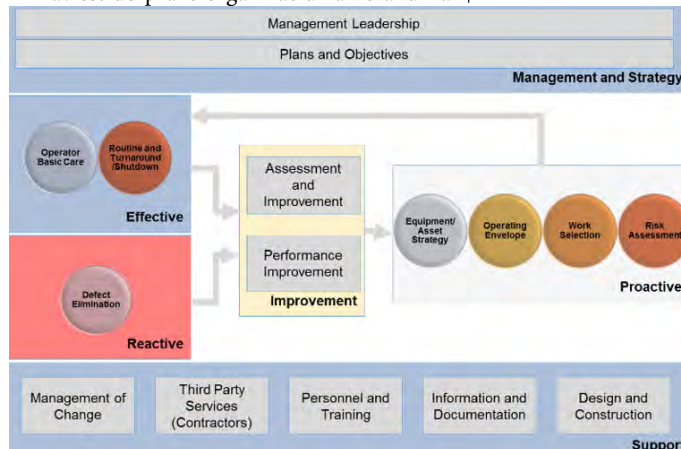 Management Leadership
Plans and Objectives
Management and Strategy
Operator
Basic Care
Routine and
Turnaround
/Shutdown
Effective
Defect
Elimination
Reactive
Assessment
and
Improvement
Performance
Improvement
Improvement
Equipment/
Asset
Strategy
Operating
Envelope
Work
Selection
Risk
Assessment
Proactive
Management of
Change
Third Party
Services
(Contractors)
Personnel and
Training
Information and
Documentation
Design and
Construction
Support